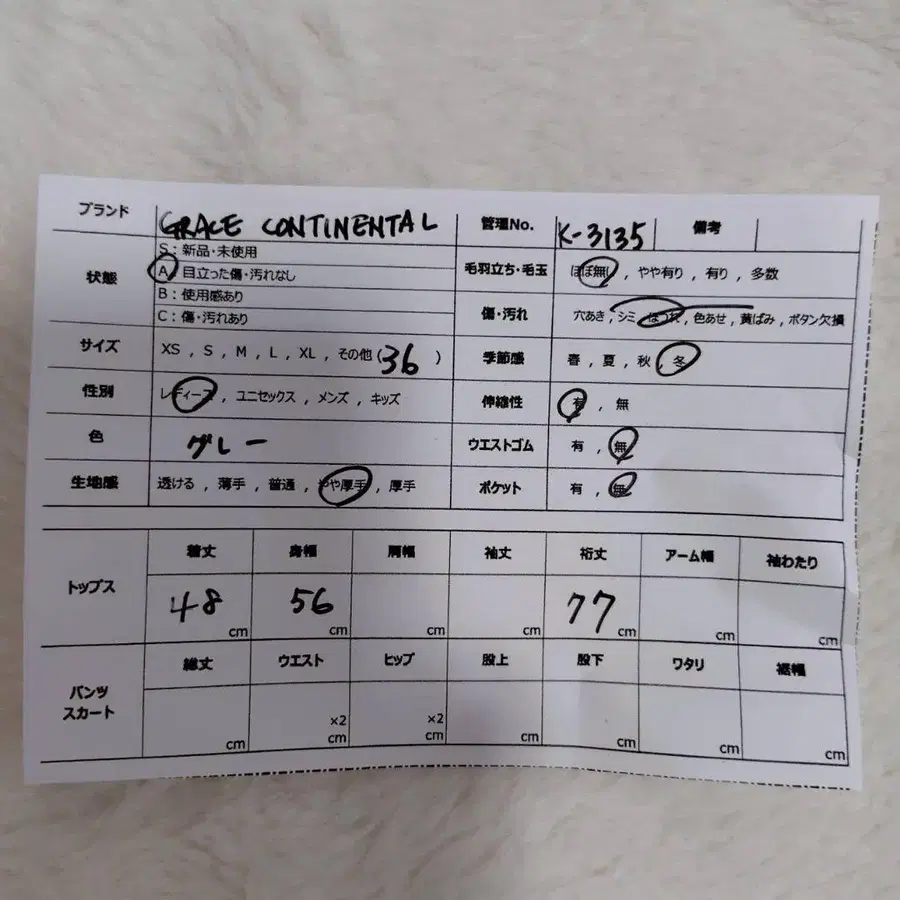 ブランド GRACE CONTINENTAL 管理No. K-3135 備考
状態 S：新品・未使用
A：目立った傷・汚れなし
B：使用感あり
C：傷・汚れあり
毛羽立ち・毛玉 ほぼ無し , やや有り , 有り , 多数
傷・汚れ 穴あき , シミ , ほつれ , 色あせ , 黄ばみ , ボタン欠損
サイズ XS , S , M , L , XL , その他 ( 36 ) 季節感 春 , 夏 , 秋 , 冬
性別 レディース , ユニセックス , メンズ , キッズ 伸縮性 有 , 無
色 グレー ウエストゴム 有 , 無
生地感 透ける , 薄手 , 普通 , やや厚手 , 厚手 ポケット 有 , 無
トップス 着丈 身幅 肩幅 袖丈 裄丈 アーム幅 袖わたり
48 cm 56 cm cm cm 77 cm cm cm
パンツ
スカート
総丈 ウエスト ヒップ 股上 股下 ワタリ 裾幅
×2 ×2
cm cm cm cm cm cm cm